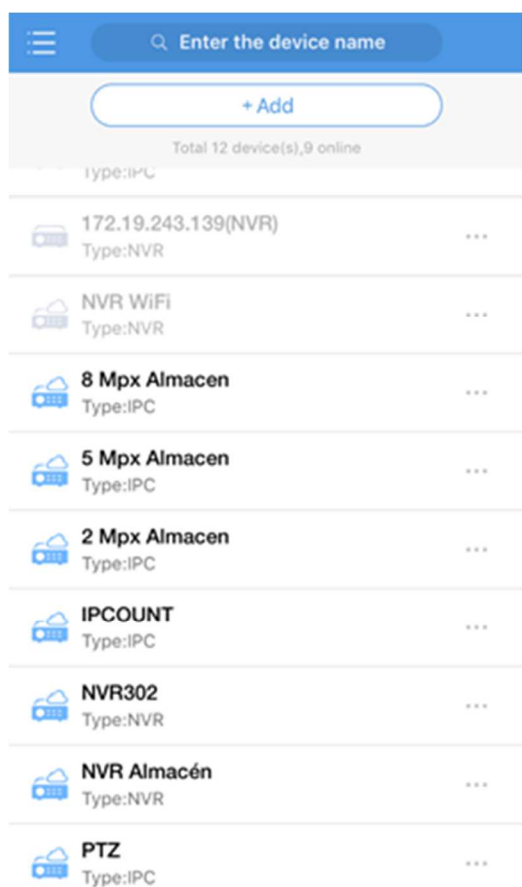 Enter the device name
+ Add
Total 12 device(s),9 online
Type:IPC
172.19.243.139(NVR)
Type:NVR
NVR WiFi
Type:NVR
8 Mpx Almacen
Type:IPC
5 Mpx Almacen
Type:IPC
2 Mpx Almacen
Type:IPC
IPCOUNT
Type:IPC
NVR302
Type:NVR
NVR Almacén
Type:NVR
PTZ
Type:IPC